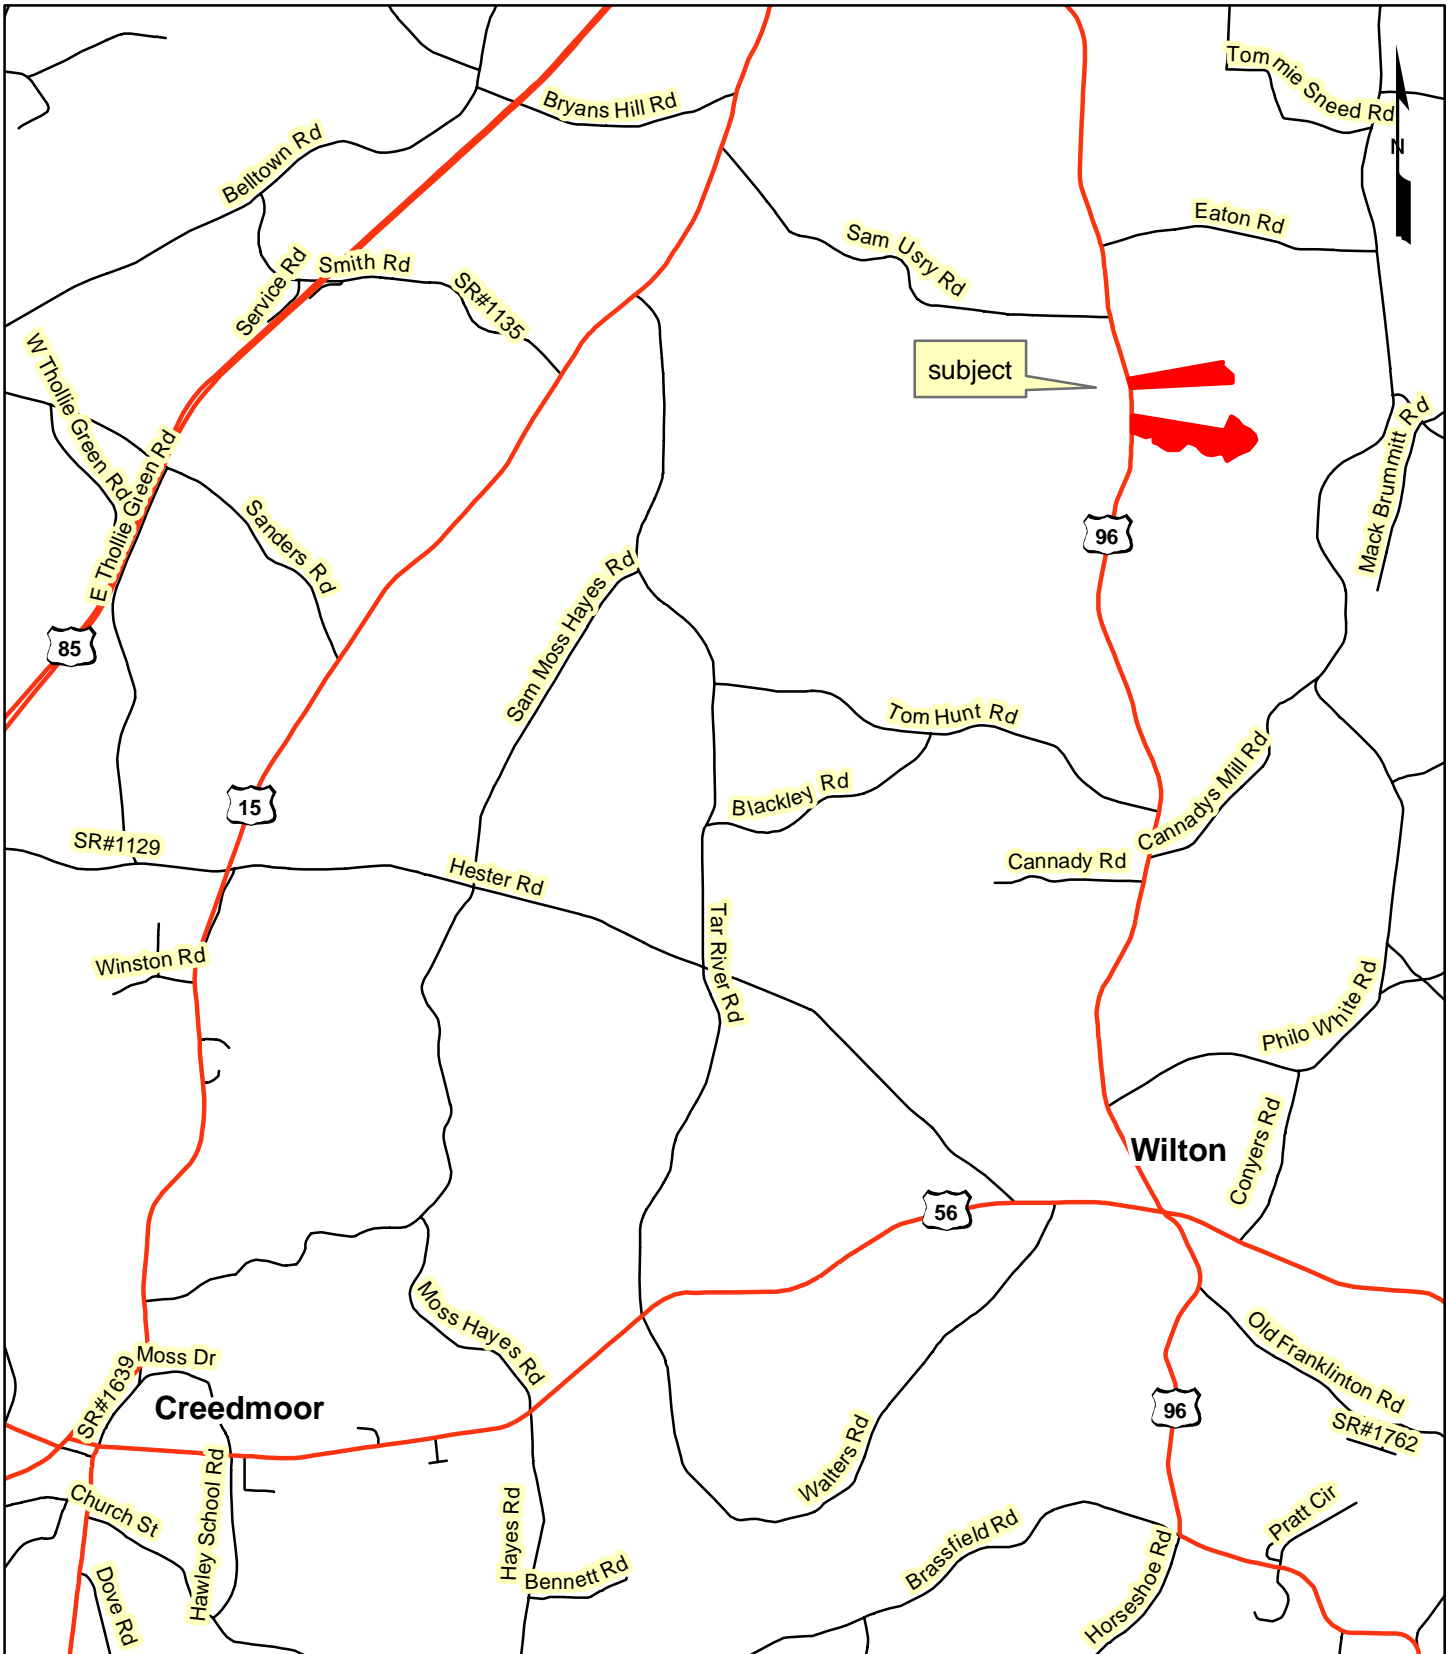 Tommie Sneed Rd
Bryans Hill Rd
N
Belltown Rd
Eaton Rd
Sam Usry Rd
Service Rd
Smith Rd
SR#1135
W Thollie Green Rd
subject
Mack Brummitt Rd
E Thollie Green Rd
Sanders Rd
96
85
Sam Moss Hayes Rd
Tom Hunt Rd
15
Blackley Rd
Cannadys Mill Rd
SR#1129
Hester Rd
Cannady Rd
Tar River Rd
Winston Rd
Philo White Rd
Wilton
Conyers Rd
56
Moss Hayes Rd
Old Franklinton Rd
Moss Dr
SR#1639
Creedmoor
96
SR#1762
Walters Rd
Church St
Hawley School Rd
Hayes Rd
Pratt Cir
Brassfield Rd
Bennett Rd
Horseshoe Rd
Dove Rd